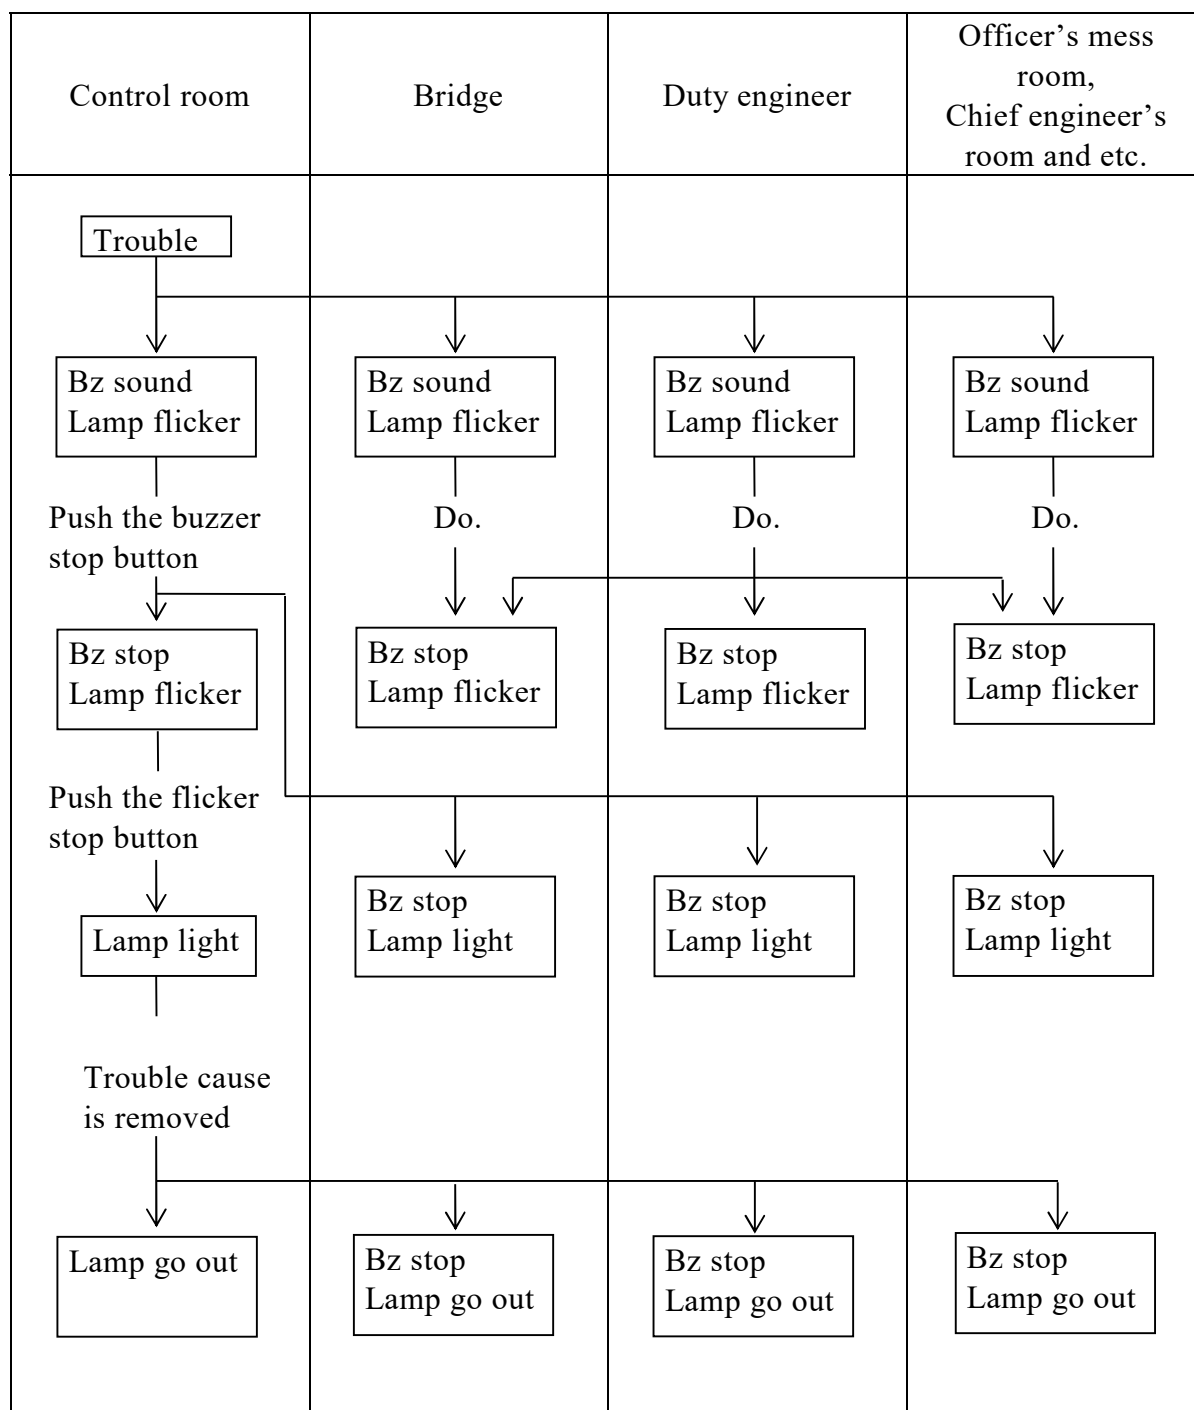 Control room
Bridge
Duty engineer
Officer’s mess
room,
Chief engineer’s
room and etc.
Trouble
Bz sound
Lamp flicker
Bz sound
Lamp flicker
Bz sound
Lamp flicker
Bz sound
Lamp flicker
Push the buzzer
stop button
Do.
Do.
Do.
Bz stop
Lamp flicker
Bz stop
Lamp flicker
Bz stop
Lamp flicker
Bz stop
Lamp flicker
Push the flicker
stop button
Lamp light
Bz stop
Lamp light
Bz stop
Lamp light
Bz stop
Lamp light
Trouble cause
is removed
Lamp go out
Bz stop
Lamp go out
Bz stop
Lamp go out
Bz stop
Lamp go out